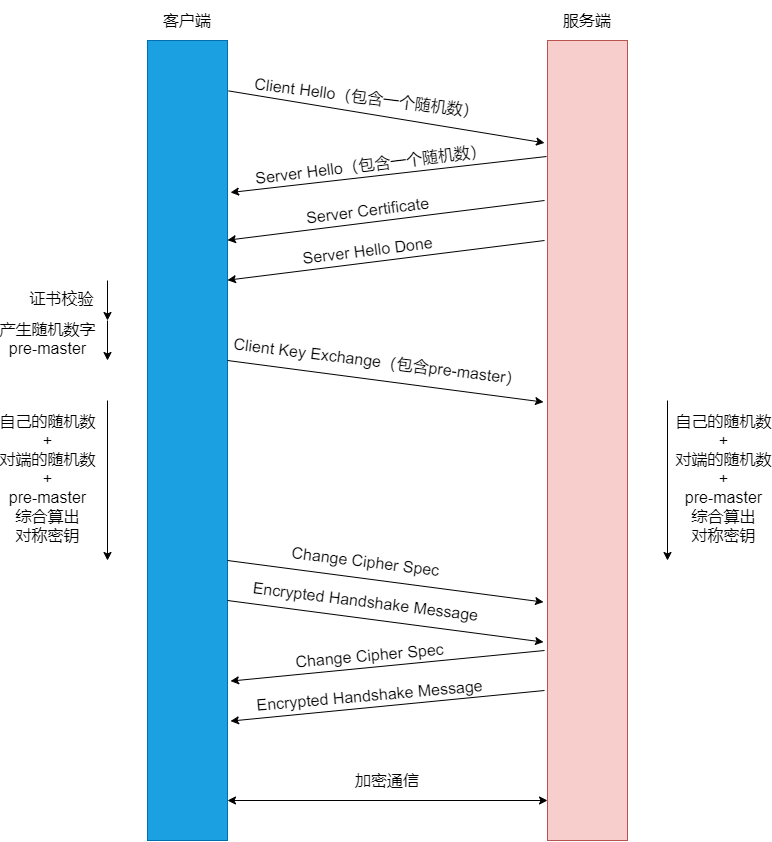 客户端
服务端
Client Hello（包含一个随机数）
Server Hello（包含一个随机数）
Server Certificate
Server Hello Done
证书校验
产生随机数字
pre-master
Client Key Exchange（包含pre-master）
自己的随机数
+
对端的随机数
+
pre-master
综合算出
对称密钥
自己的随机数
+
对端的随机数
+
pre-master
综合算出
对称密钥
Change Cipher Spec
Encrypted Handshake Message
Change Cipher Spec
Encrypted Handshake Message
加密通信